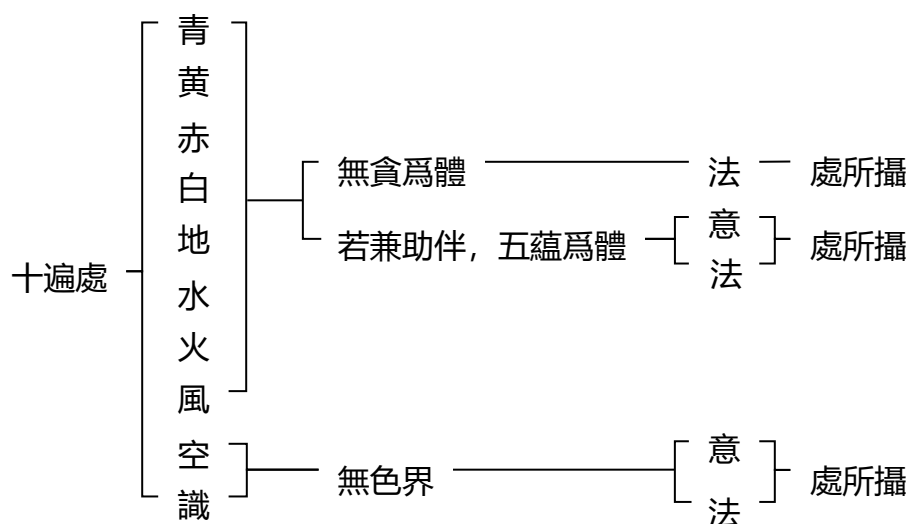 十遍處
青
黄
赤
白
地
水
火
風
空
識
無貪爲體
法
處所攝
若兼助伴，五蘊爲體
意
法
處所攝
無色界
意
法
處所攝